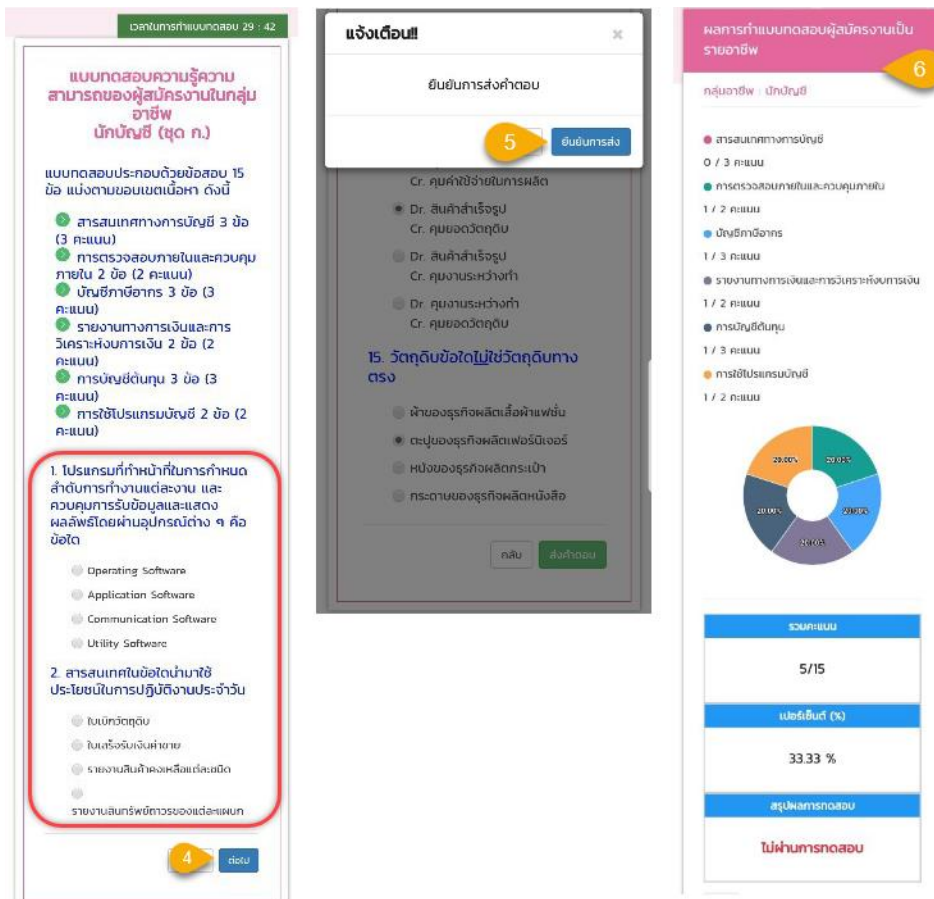 เวลาในการทำแบบทดสอบ 29 : 42
แบบทดสอบความรู้ความ
สามารถของผู้สมัครงานในกลุ่ม
อาชีพ
นักบัญชี (ชุด ก.)
แบบทดสอบประกอบด้วยข้อสอบ 15
ข้อ แบ่งตามขอบเขตเนื้อหา ดังนี้
สารสนเทศทางการบัญชี 3 ข้อ
(3 คะแนน)
การตรวจสอบภายในและควบคุม
ภายใน 2 ข้อ (2 คะแนน)
บัญชีภาษีอากร 3 ข้อ (3
คะแนน)
รายงานทางการเงินและการ
วิเคราะห์งบการเงิน 2 ข้อ (2
คะแนน)
การบัญชีต้นทุน 3 ข้อ (3
คะแนน)
การใช้โปรแกรมบัญชี 2 ข้อ (2
คะแนน)
1. โปรแกรมที่ทำหน้าที่ในการกำหนด
ลำดับการทำงานแต่ละงาน และ
ควบคุมการรับข้อมูลและแสดง
ผลลัพธ์โดยผ่านอุปกรณ์ต่าง ๆ คือ
ข้อใด
Operating Software
Application Software
Communication Software
Utility Software
2. สารสนเทศในข้อใดนำมาใช้
ประโยชน์ในการปฏิบัติงานประจำวัน
ใบเบิกวัตถุดิบ
ใบเสร็จรับเงินค่าขาย
รายงานสินค้าคงเหลือแต่ละชนิด
รายงานสินทรัพย์ถาวรของแต่ละแผนก
4
ต่อไป
แจ้งเตือน!!
×
ยืนยันการส่งคำตอบ
5
ยืนยันการส่ง
Cr. คุมค่าใช้จ่ายในการผลิต
Dr. สินค้าสำเร็จรูป
Cr. คุมยอดวัตถุดิบ
Dr. สินค้าสำเร็จรูป
Cr. คุมงานระหว่างทำ
Dr. คุมงานระหว่างทำ
Cr. คุมยอดวัตถุดิบ
15. วัตถุดิบข้อใดไม่ใช่วัตถุดิบทาง
ตรง
ผ้าของธุรกิจผลิตเสื้อผ้าแฟชั่น
ตะปูของธุรกิจผลิตเฟอร์นิเจอร์
หนังของธุรกิจผลิตกระเป๋า
กระดาษของธุรกิจผลิตหนังสือ
กลับ
ส่งคำตอบ
ผลการทำแบบทดสอบผู้สมัครงานเป็น
รายอาชีพ
6
กลุ่มอาชีพ : นักบัญชี
สารสนเทศทางการบัญชี
0 / 3 คะแนน
การตรวจสอบภายในและควบคุมภายใน
1 / 2 คะแนน
บัญชีภาษีอากร
1 / 3 คะแนน
รายงานทางการเงินและการวิเคราะห์งบการเงิน
1 / 2 คะแนน
การบัญชีต้นทุน
1 / 3 คะแนน
การใช้โปรแกรมบัญชี
1 / 2 คะแนน
20.00%
20.00%
20.00%
20.00%
20.00%
รวมคะแนน
5/15
เปอร์เซ็นต์ (%)
33.33 %
สรุปผลการทดสอบ
ไม่ผ่านการทดสอบ